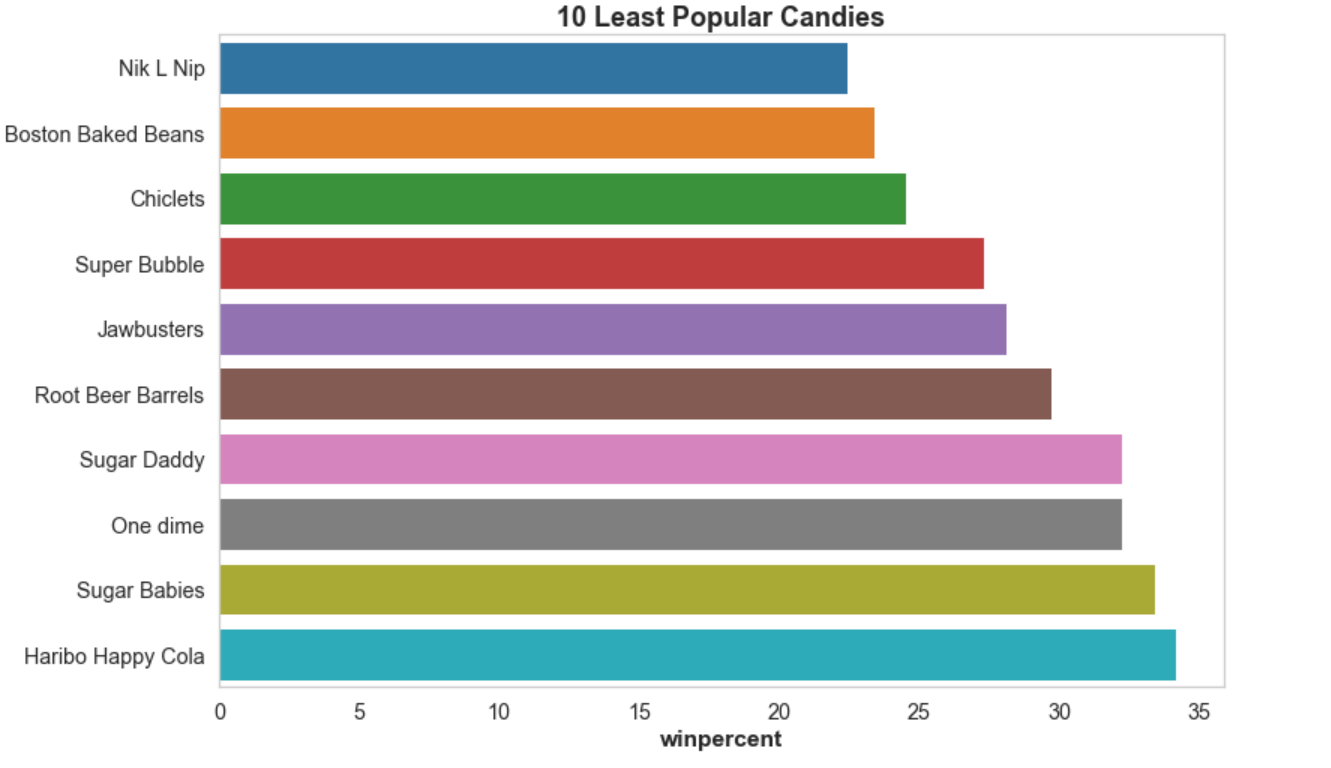 10 Least Popular Candies
Nik L Nip
Boston Baked Beans
Chiclets
Super Bubble
Jawbusters
Root Beer Barrels
Sugar Daddy
One dime
Sugar Babies
Haribo Happy Cola
0 5 10 15 20 25 30 35
winpercent